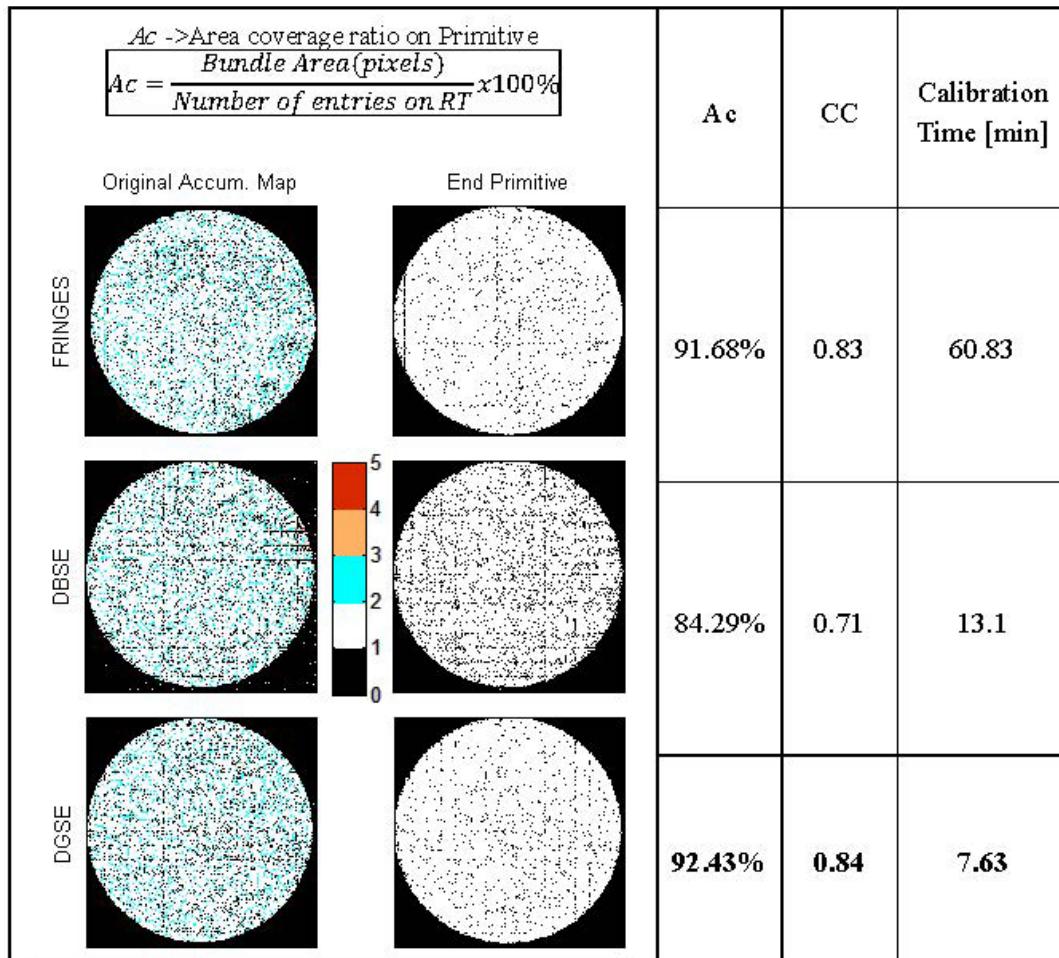 Ac ->Area coverage ratio on Primitive
Ac = Bundle Area(pixels) / Number of entries on RT x100%
Original Accum. Map
End Primitive
Ac
CC
Calibration
Time [min]
FRINGES
91.68%
0.83
60.83
5
4
3
2
1
0
DBSE
84.29%
0.71
13.1
DGSE
92.43%
0.84
7.63